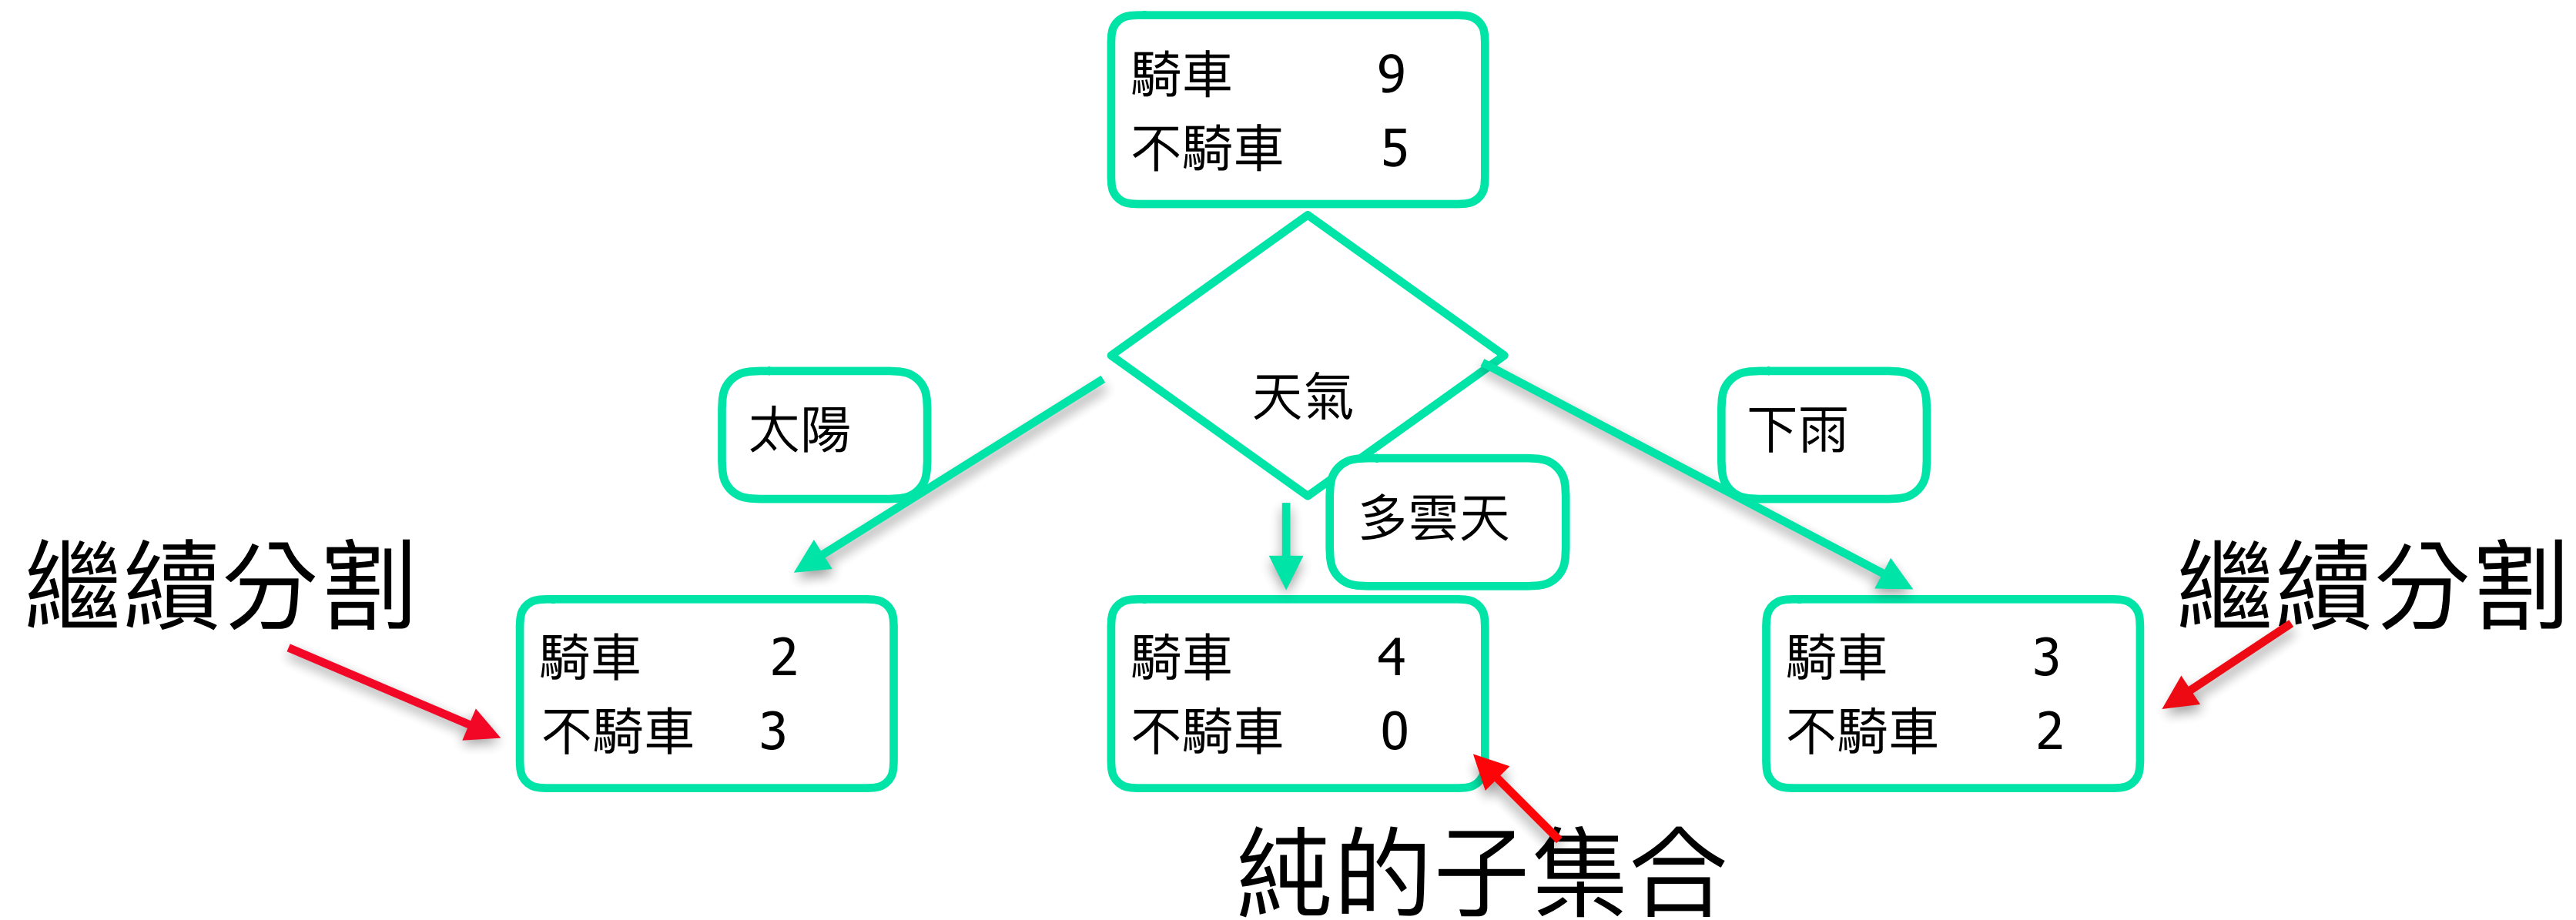 騎車 9
不騎車 5
天氣
太陽
下雨
多雲天
繼續分割
繼續分割
騎車 2
不騎車 3
騎車 4
不騎車 0
騎車 3
不騎車 2
純的子集合